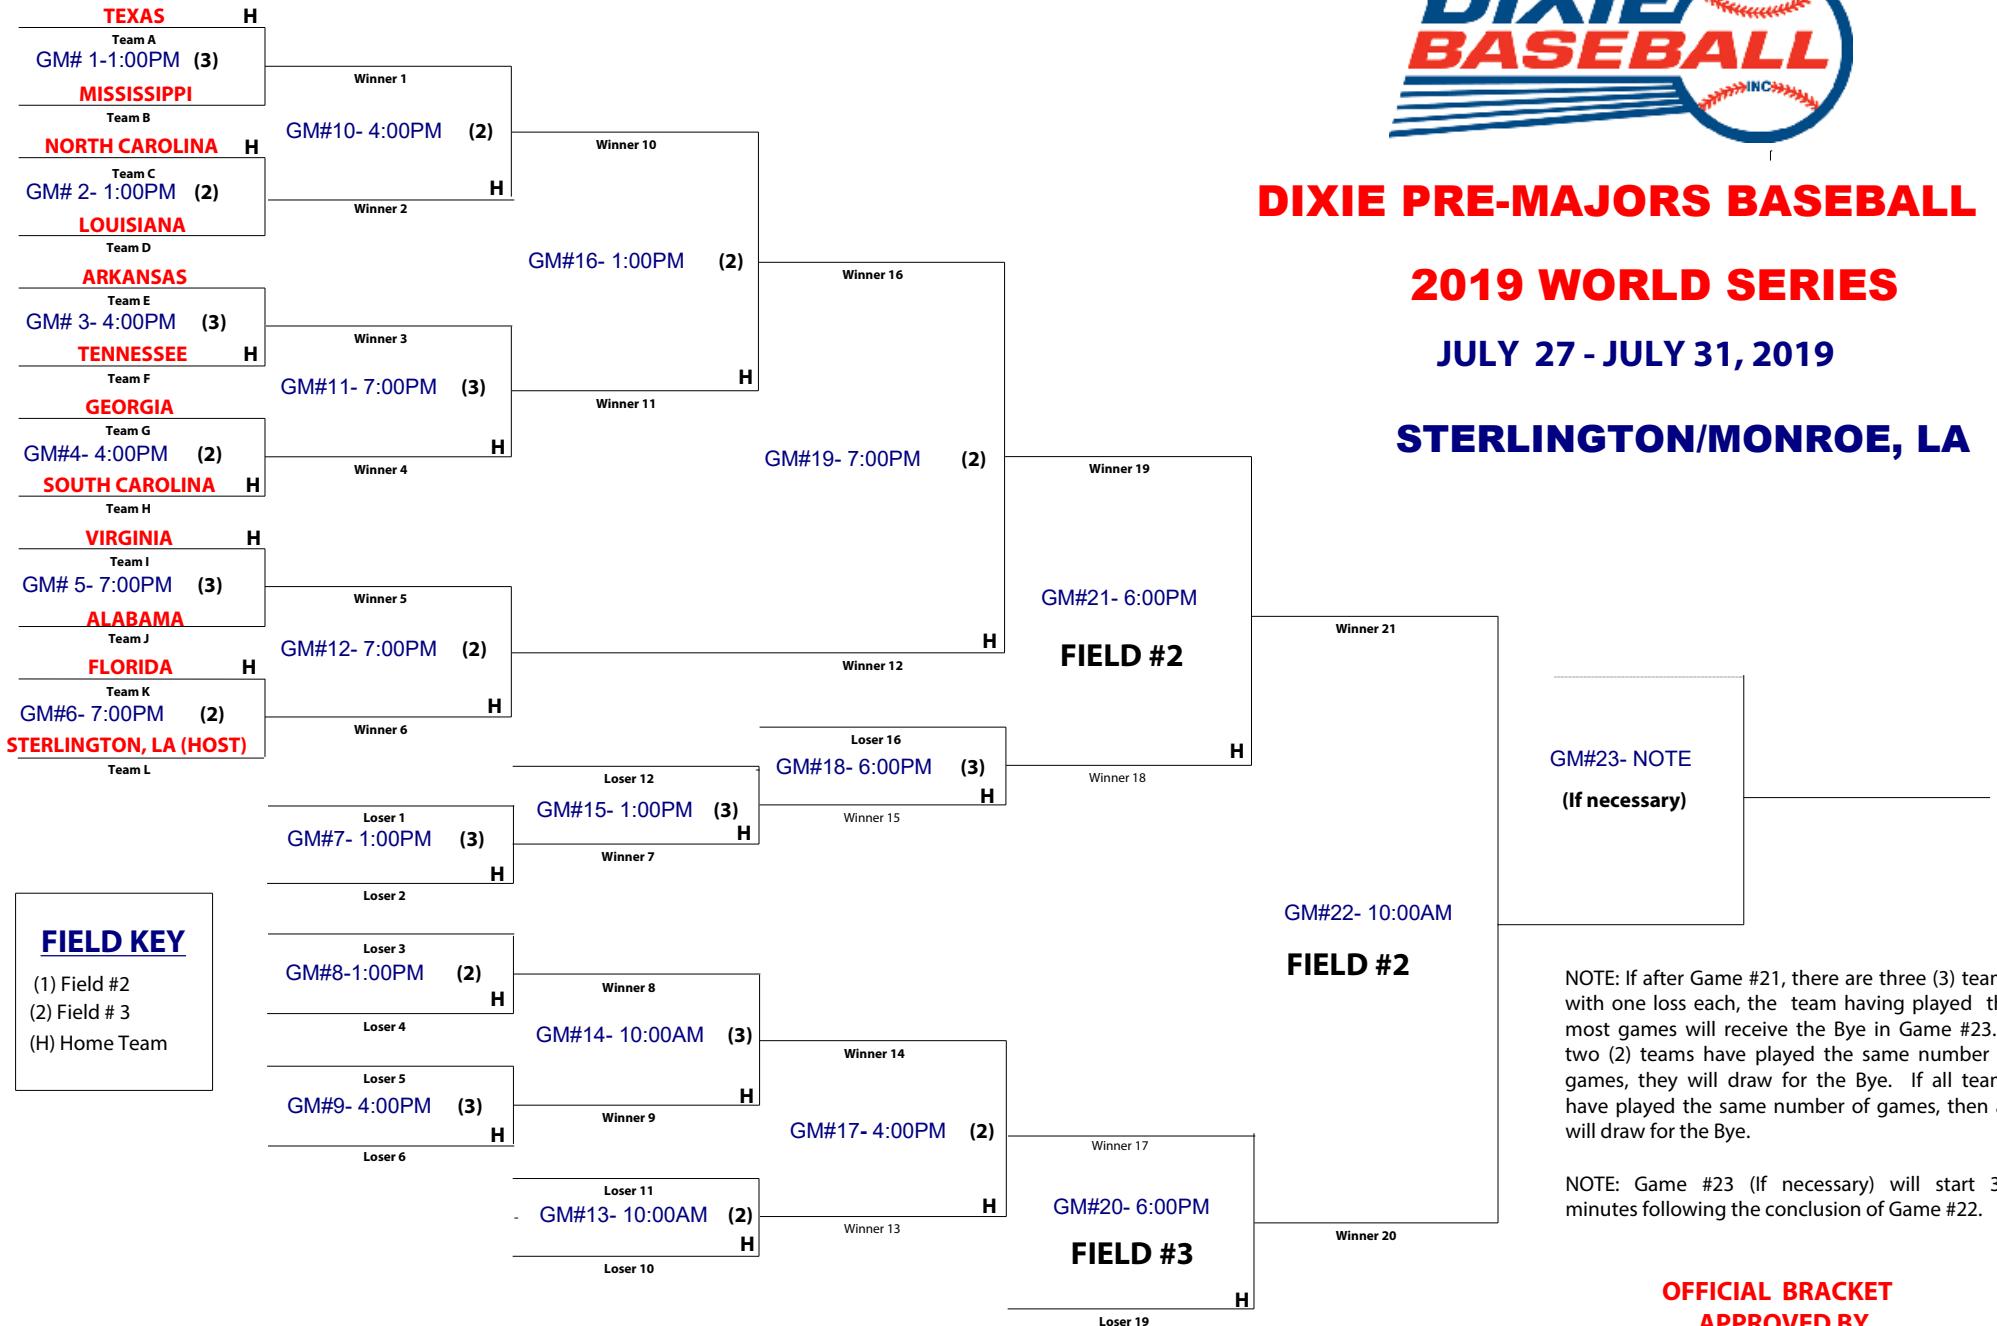 TEXAS H
Team A
GM# 1-1:00PM (3)
MISSISSIPPI
Team B
NORTH CAROLINA H
Team C
GM# 2- 1:00PM (2)
LOUISIANA
Team D
ARKANSAS
Team E
GM# 3- 4:00PM (3)
TENNESSEE H
Team F
GEORGIA
Team G
GM#4- 4:00PM (2)
SOUTH CAROLINA H
Team H
VIRGINIA H
Team I
GM# 5- 7:00PM (3)
ALABAMA
Team J
FLORIDA H
Team K
GM#6- 7:00PM (2)
STERLINGTON, LA (HOST)
Team L
Winner 1
GM#10- 4:00PM (2)
H
Winner 2
Winner 3
GM#11- 7:00PM (3)
H
Winner 4
Winner 5
GM#12- 7:00PM (2)
H
Winner 6
Loser 1
GM#7- 1:00PM (3)
H
Loser 2
Loser 3
GM#8-1:00PM (2)
H
Loser 4
Loser 5
GM#9- 4:00PM (3)
H
Loser 6
Winner 10
GM#16- 1:00PM (2)
H
Winner 11
Loser 12
GM#15- 1:00PM (3)
H
Winner 7
Winner 8
GM#14- 10:00AM (3)
H
Winner 9
Loser 11
- GM#13- 10:00AM (2)
H
Loser 10
Winner 16
GM#19- 7:00PM (2)
H
Winner 12
Loser 16
GM#18- 6:00PM (3)
H
Winner 15
Winner 14
GM#17- 4:00PM (2)
H
Winner 13
Winner 19
GM#21- 6:00PM
FIELD #2
H
Winner 18
Winner 17
GM#20- 6:00PM
FIELD #3
H
Loser 19
Winner 21
GM#22- 10:00AM
FIELD #2
Winner 20
GM#23- NOTE
(If necessary)
FIELD KEY
(1) Field #2
(2) Field # 3
(H) Home Team
DIXIE
BASEBALL
INC
DIXIE PRE-MAJORS BASEBALL
2019 WORLD SERIES
JULY 27 - JULY 31, 2019
STERLINGTON/MONROE, LA
NOTE: If after Game #21, there are three (3)
with one loss each, the team having played
most games will receive the Bye in Game #23.
two (2) teams have played the same number
games, they will draw for the Bye. If all
have played the same number of games, then
will draw for the Bye.
NOTE: Game #23 (If necessary) will start
minutes following the conclusion of Game #22.
OFFICIAL BRACKET
APPROVED BY